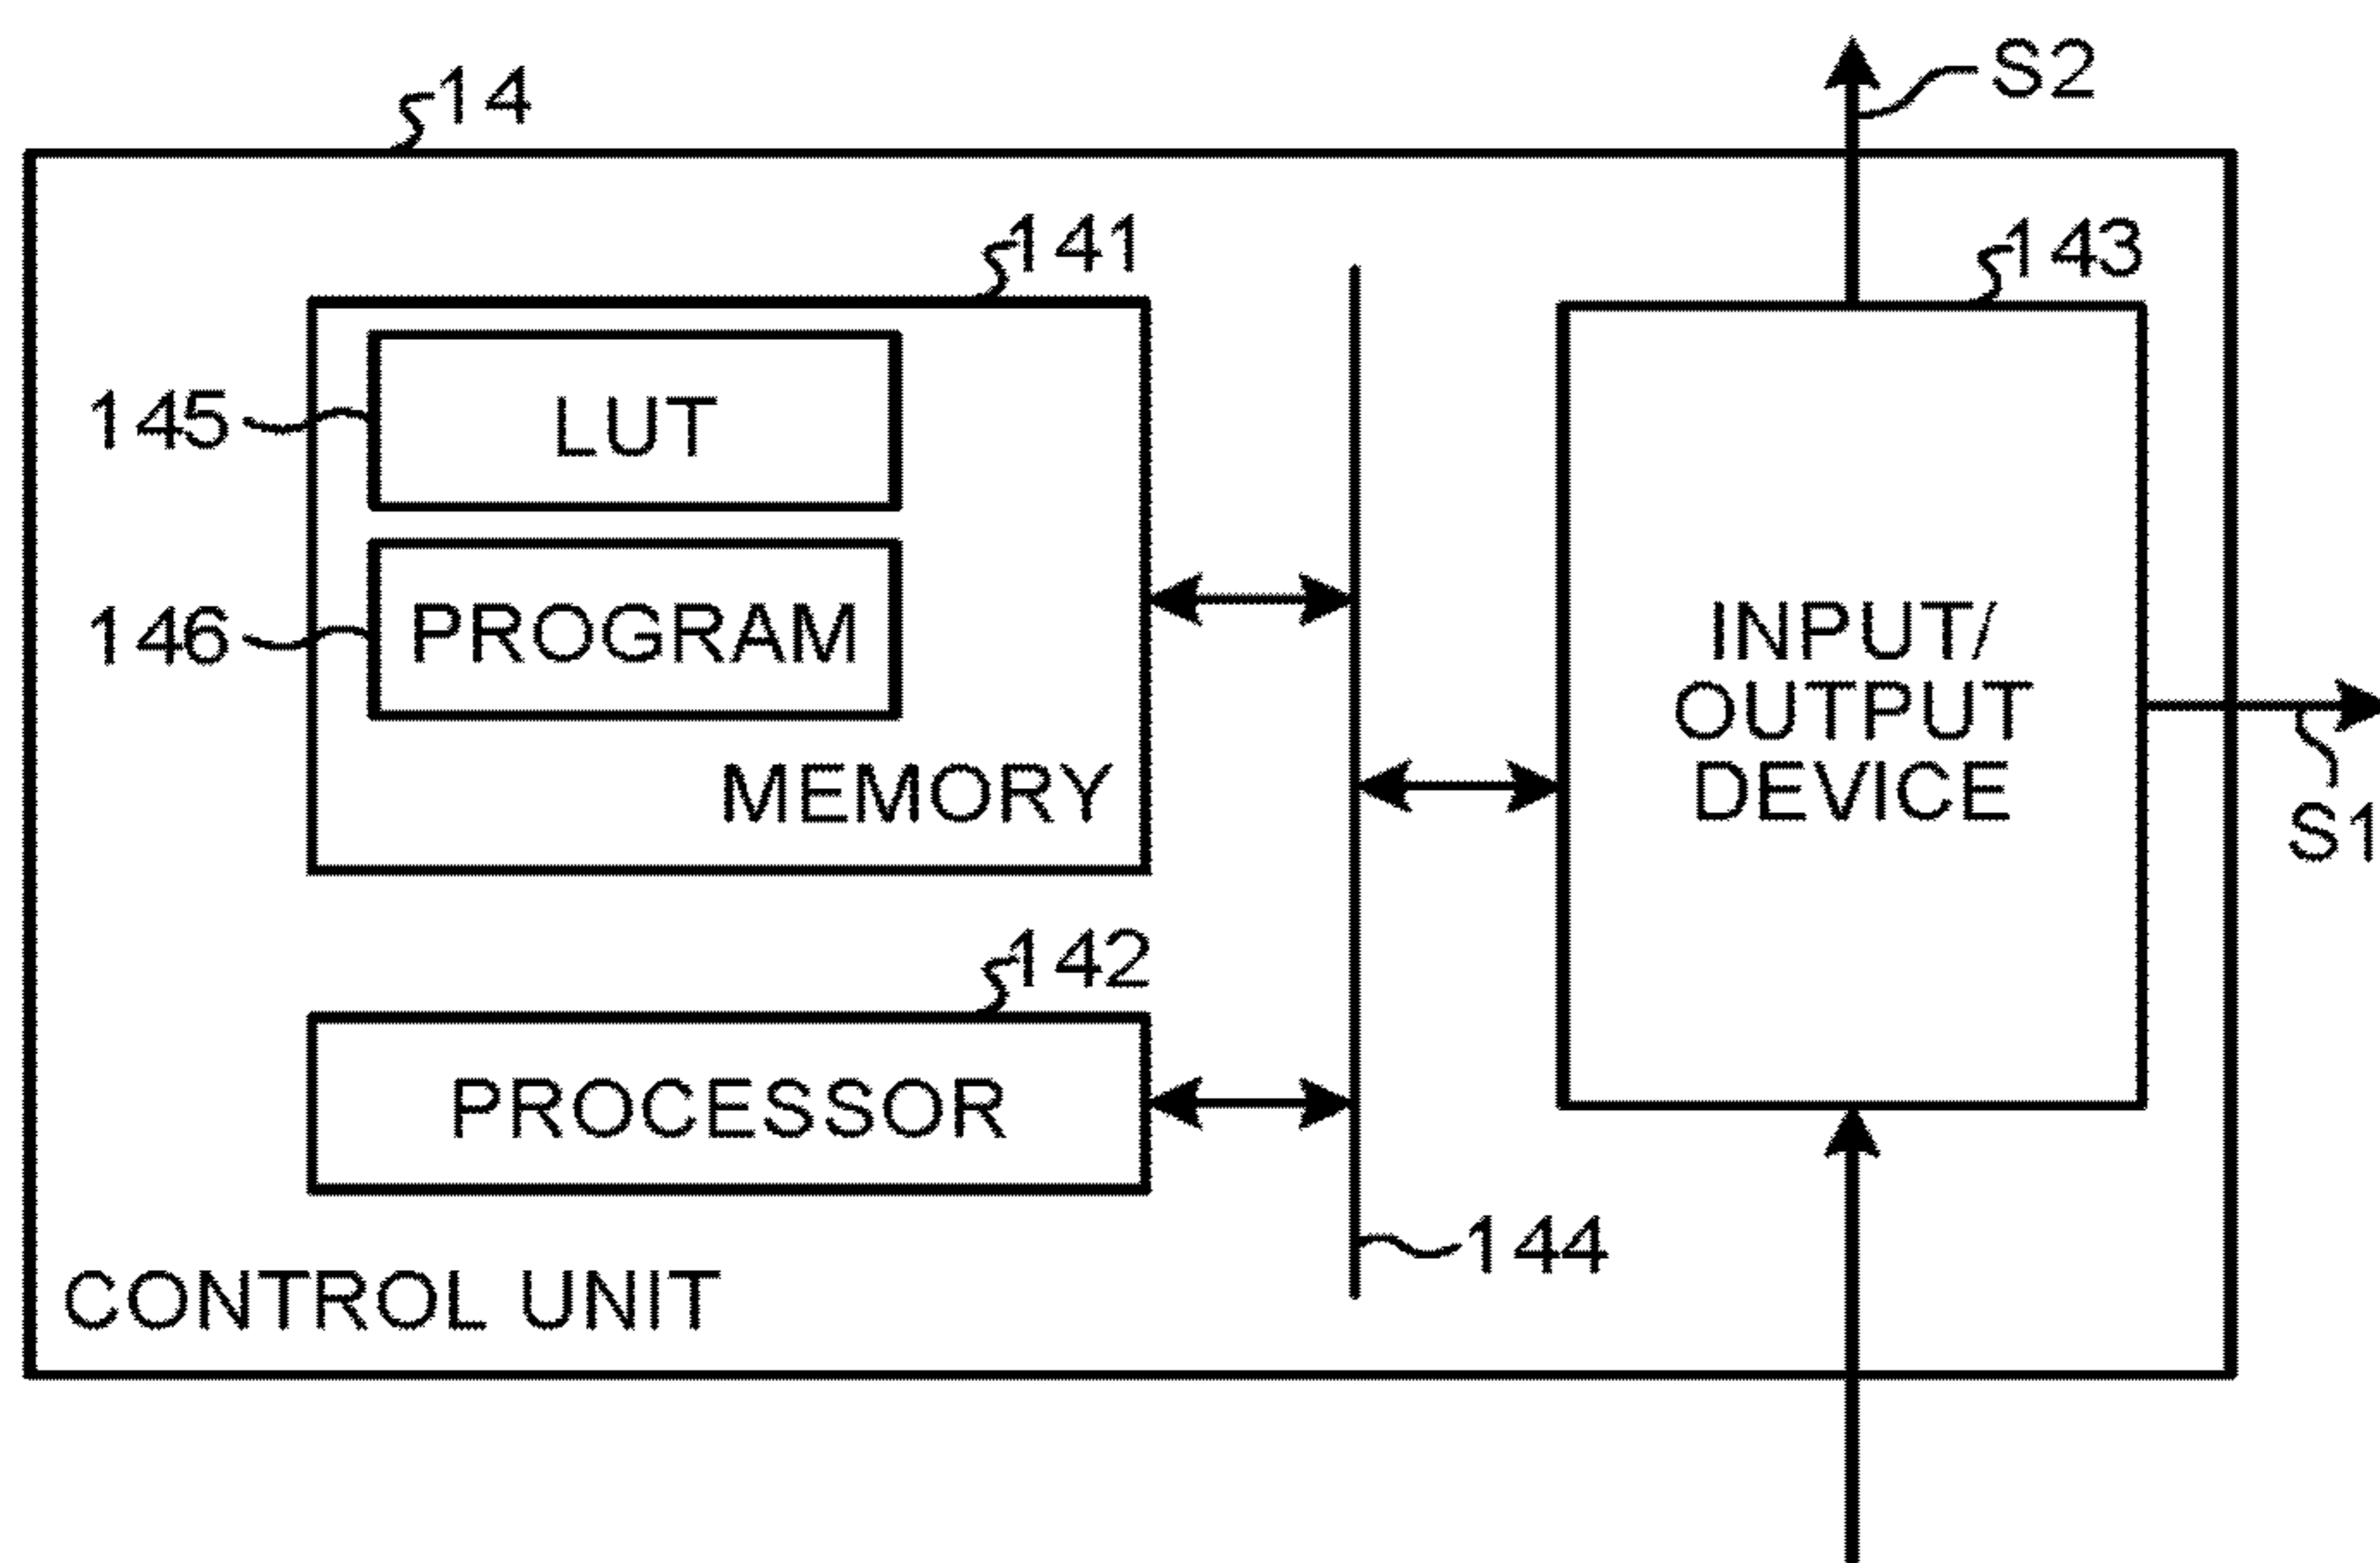 14
S2
141
143
145
LUT
146
PROGRAM
MEMORY
INPUT/
OUTPUT
DEVICE
S1
142
PROCESSOR
144
CONTROL UNIT